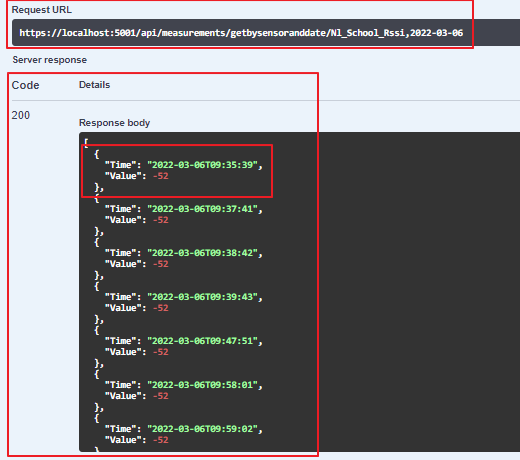 Request URL
https://localhost:5001/api/measurements/getbysensoranddate/Nl_School_Rssi,2022-03-06
Server response
Code Details
200
Response body
[
{
"Time": "2022-03-06T09:35:39",
"Value": -52
},
{
"Time": "2022-03-06T09:37:41",
"Value": -52
},
{
"Time": "2022-03-06T09:38:42",
"Value": -52
},
{
"Time": "2022-03-06T09:39:43",
"Value": -52
},
{
"Time": "2022-03-06T09:47:51",
"Value": -52
},
{
"Time": "2022-03-06T09:58:01",
"Value": -52
},
{
"Time": "2022-03-06T09:59:02",
"Value": -52
}